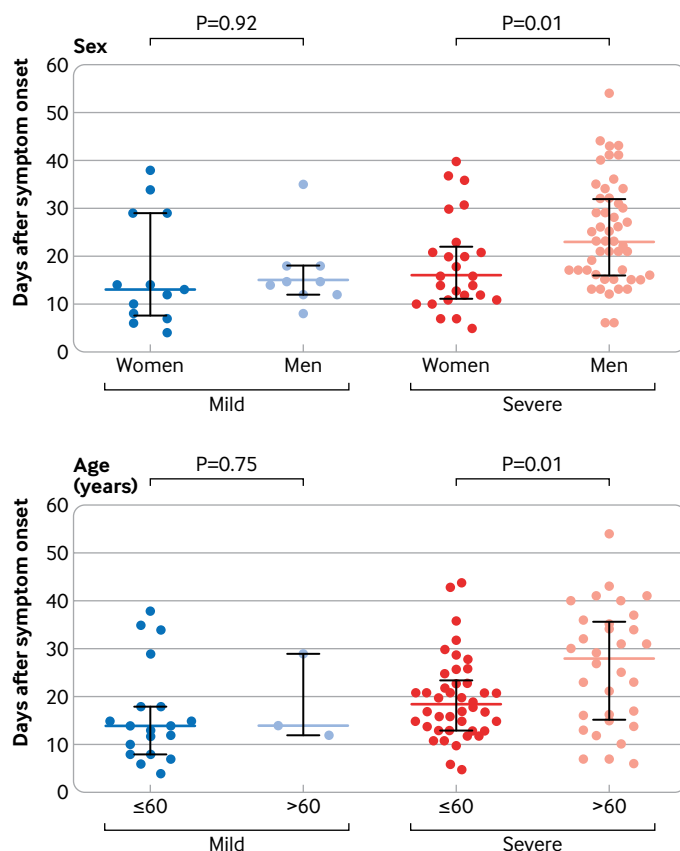 P=0.92 P=0.01
Sex
Days after symptom onset
60
50
40
30
20
10
0
Women Men Women Men
Mild Severe
P=0.75 P=0.01
Age
(years)
Days after symptom onset
60
50
40
30
20
10
0
≤60 >60 ≤60 >60
Mild Severe